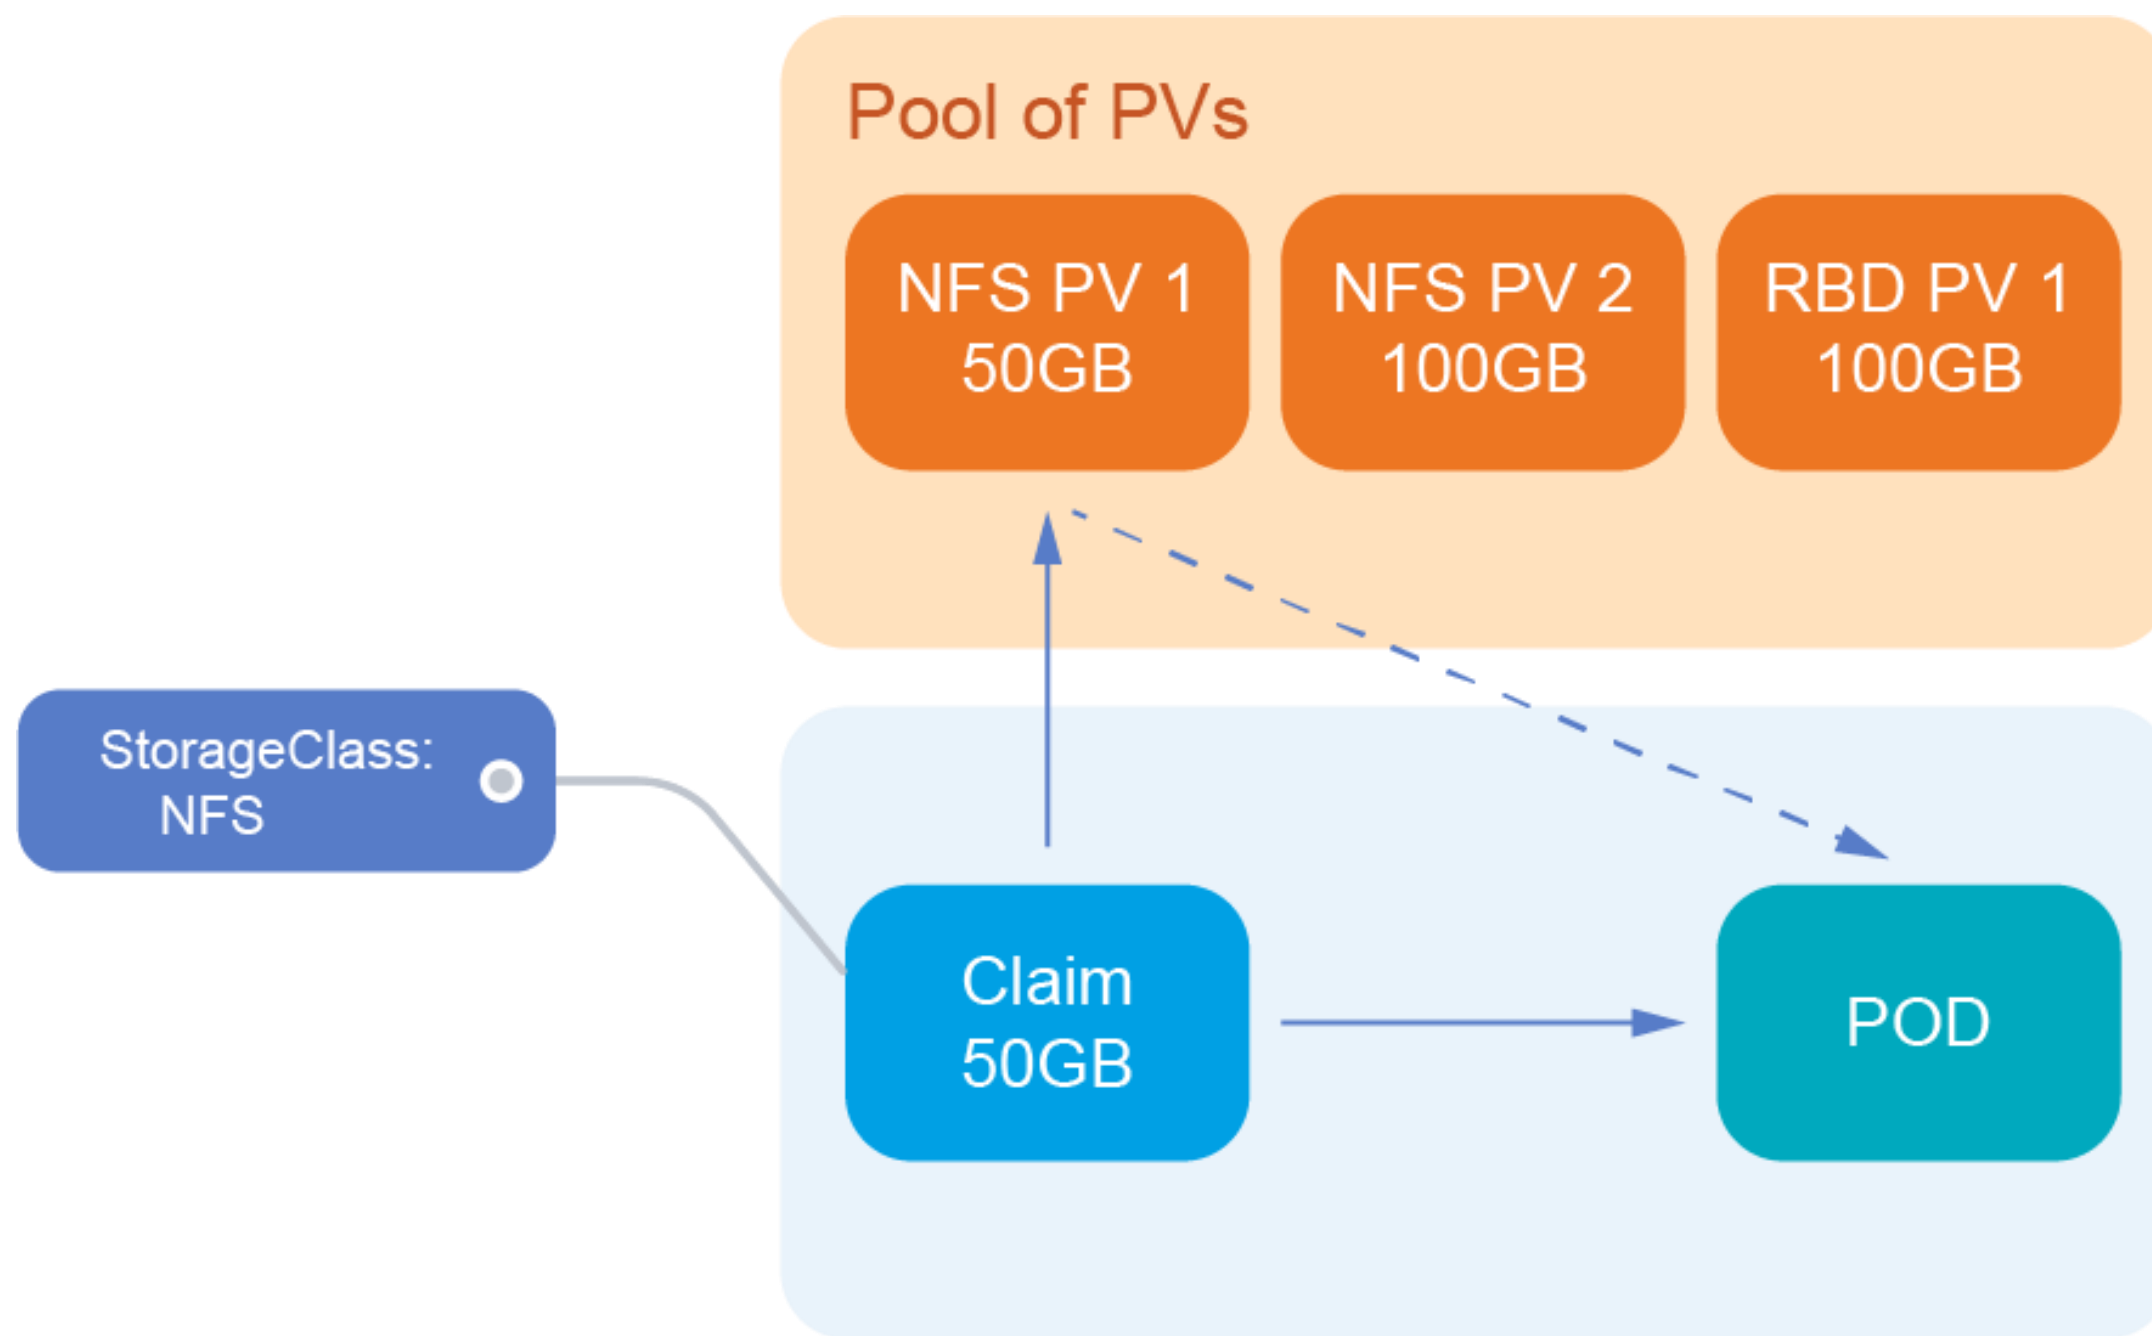 Pool of PVs
NFS PV 1
50GB
NFS PV 2
100GB
RBD PV 1
100GB
StorageClass:
NFS
Claim
50GB
POD